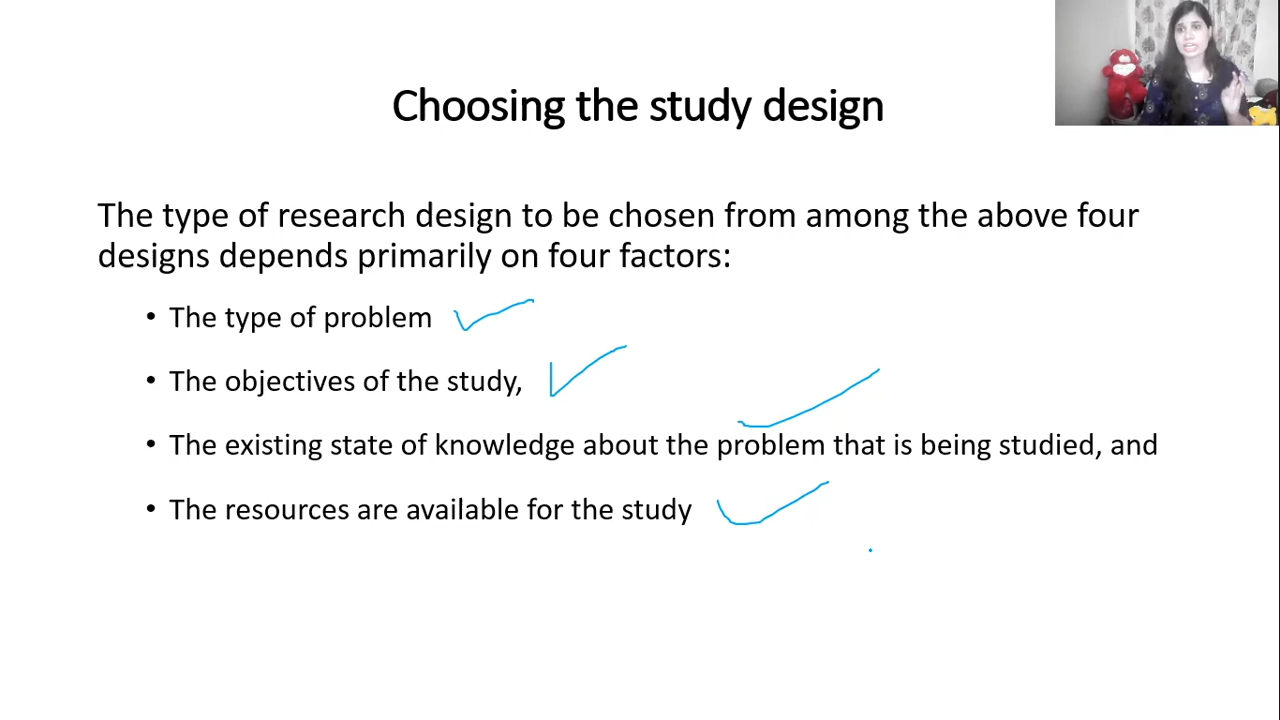 Choosing the study design
The type of research design to be chosen from among the above four
designs depends primarily on four factors:
• The type of problem
• The objectives of the study,
• The existing state of knowledge about the problem that is being studied, and
• The resources are available for the study